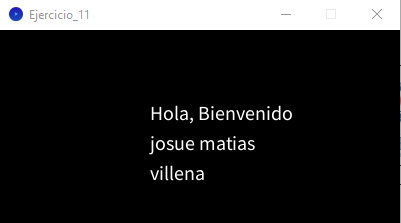 Ejercicio_11
Hola, Bienvenido
josue matias
villena